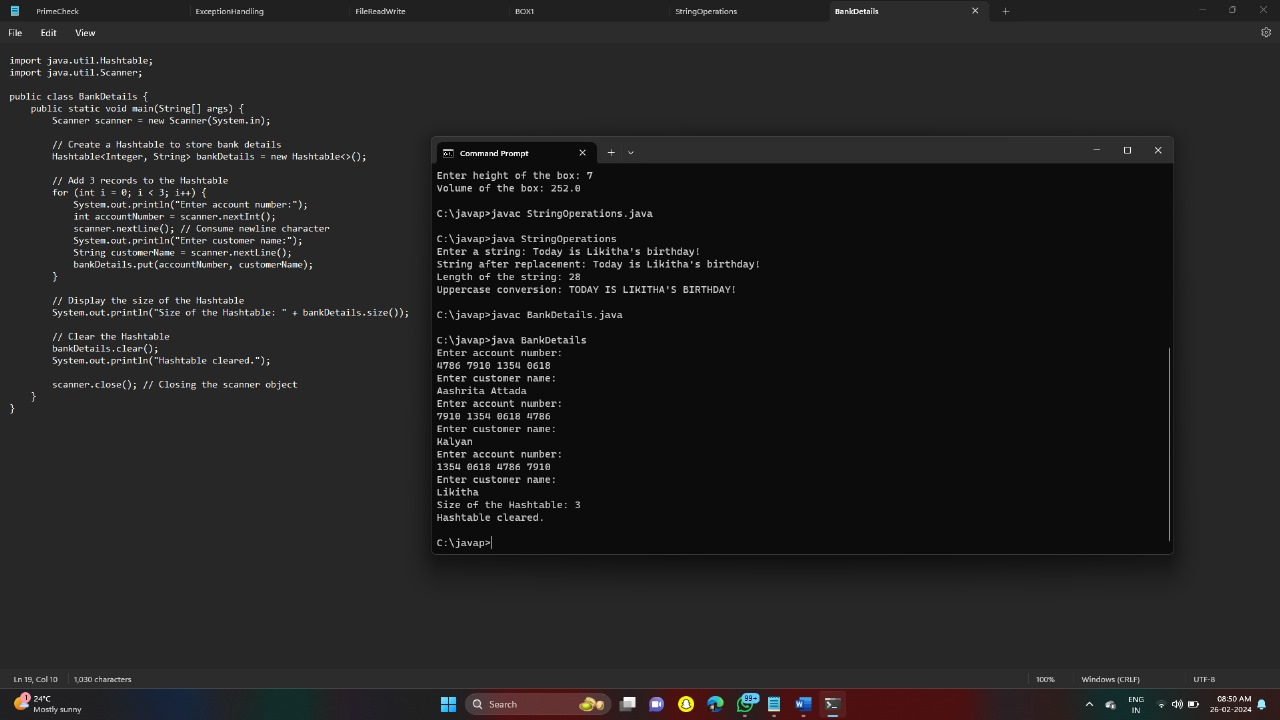 PrimeCheck
ExceptionHandling
FileReadWrite
BOX1
StringOperations
BankDetails
File
Edit
View
import java.util.Hashtable;
import java.util.Scanner;
public class BankDetails {
public static void main(String[] args) {
Scanner scanner = new Scanner(System.in);
// Create a Hashtable to store bank details
Hashtable<Integer, String> bankDetails = new Hashtable<>();
// Add 3 records to the Hashtable
for (int i = 0; i < 3; i++) {
System.out.println("Enter account number:");
int accountNumber = scanner.nextInt();
scanner.nextLine(); // Consume newline character
System.out.println("Enter customer name:");
String customerName = scanner.nextLine();
bankDetails.put(accountNumber, customerName);
}
// Display the size of the Hashtable
System.out.println("Size of the Hashtable: " + bankDetails.size());
// Clear the Hashtable
bankDetails.clear();
System.out.println("Hashtable cleared.");
scanner.close(); // Closing the scanner object
}
}
Command Prompt
Enter height of the box: 7
Volume of the box: 252.0
C:\javap>javac StringOperations.java
C:\javap>java StringOperations
Enter a string: Today is Likitha's birthday!
String after replacement: Today is Likitha's birthday!
Length of the string: 28
Uppercase conversion: TODAY IS LIKITHA'S BIRTHDAY!
C:\javap>javac BankDetails.java
C:\javap>java BankDetails
Enter account number:
4786 7910 1354 0618
Enter customer name:
Aashrita Attada
Enter account number:
7910 1354 0618 4786
Enter customer name:
Kalyan
Enter account number:
1354 0618 4786 7910
Enter customer name:
Likitha
Size of the Hashtable: 3
Hashtable cleared.
C:\javap>
Ln 19, Col 10
1,030 characters
100%
Windows (CRLF)
UTF-8
1
24°C
Mostly sunny
Search
99+
ENG
IN
08:50 AM
26-02-2024